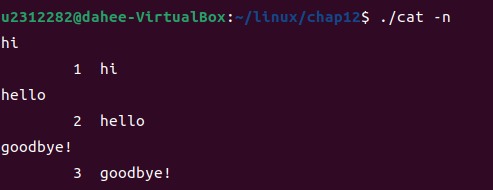 u2312282@dahee-VirtualBox:~/linux/chap12$ ./cat -n
hi
1 hi
hello
2 hello
goodbye!
3 goodbye!